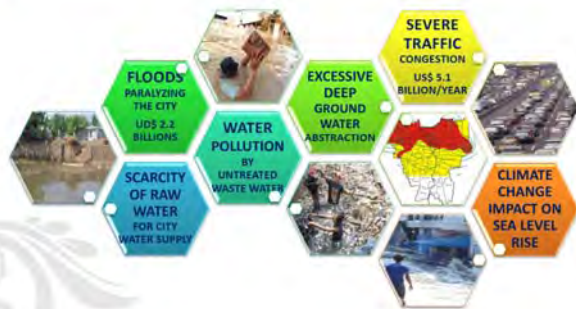 FLOODS
PARALYZING
THE CITY
UD$ 2.2
BILLIONS
SCARCITY
OF RAW
WATER
FOR CITY
WATER SUPPLY
WATER
POLLUTION
BY
UNTREATED
WASTE WATER
EXCESSIVE
DEEP
GROUND
WATER
ABSTRACTION
SEVERE
TRAFFIC
CONGESTION
US$ 5.1
BILLION/YEAR
CLIMATE
CHANGE
IMPACT ON
SEA LEVEL
RISE